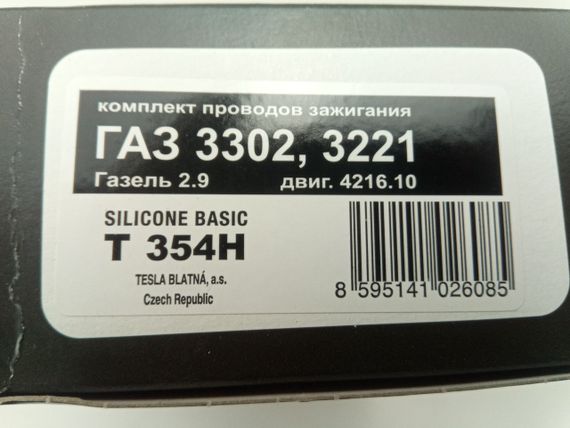 комплект проводов зажигания
ГАЗ 3302, 3221
Газель 2.9 двиг. 4216.10
SILICONE BASIC
T 354H
TESLA BLATNÁ, a.s.
Czech Republic
8 595141 026085